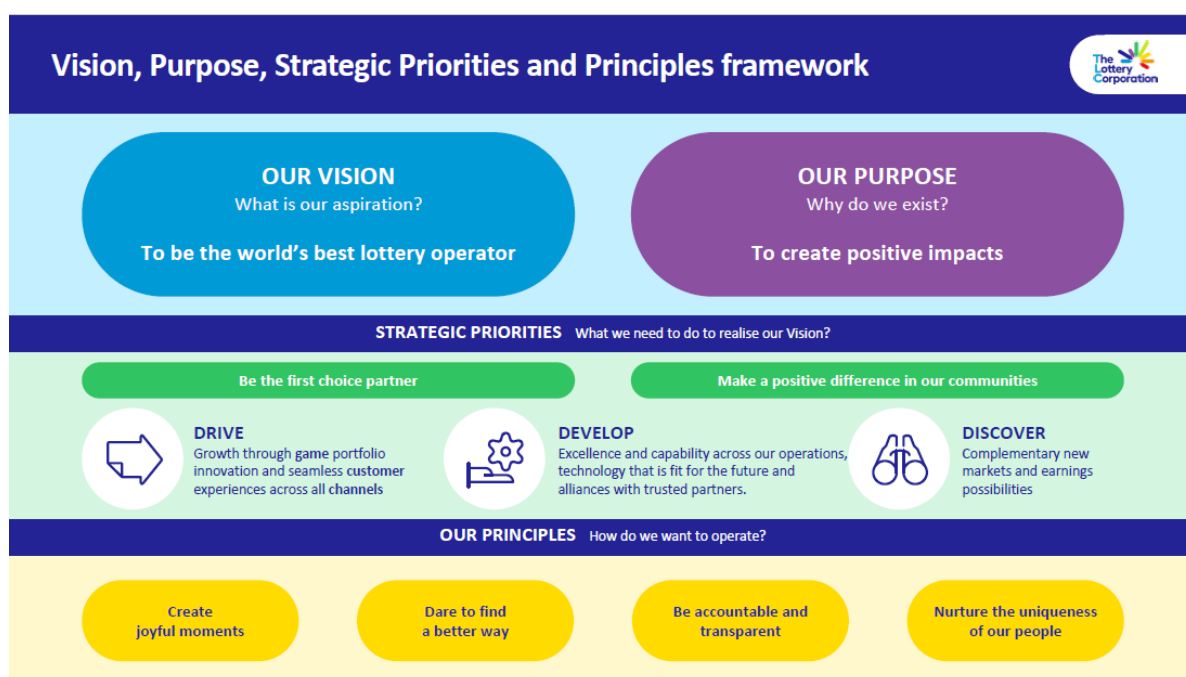 Vision, Purpose, Strategic Priorities and Principles framework
The
Lottery
Corporation
OUR VISION
What is our aspiration?
To be the world's best lottery operator
OUR PURPOSE
Why do we exist?
To create positive impacts
STRATEGIC PRIORITIES What we need to do to realise our Vision?
Be the first choice partner
Make a positive difference in our communities
DRIVE
Growth through game portfolio
innovation and seamless customer
experiences across all channels
DEVELOP
Excellence and capability across our operations,
technology that is fit for the future and
alliances with trusted partners.
DISCOVER
Complementary new
markets and earnings
possibilities
OUR PRINCIPLES How do we want to operate?
Create
joyful moments
Dare to find
a better way
Be accountable and
transparent
Nurture the uniqueness
of our people